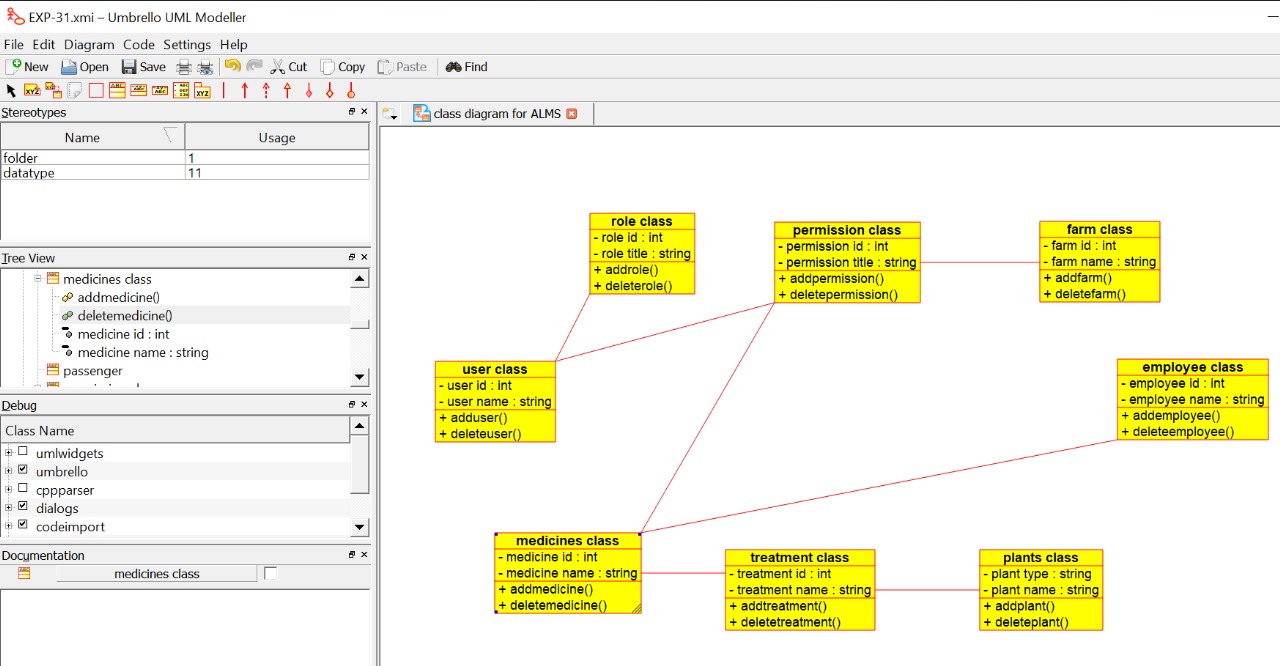 EXP-31.xmi – Umbrello UML Modeller
File Edit Diagram Code Settings Help
New Open Save Cut Copy Paste Find
Stereotypes
Name Usage
folder 1
datatype 11
Tree View
medicines class
addmedicine()
deletemedicine()
medicine id : int
medicine name : string
passenger
Debug
Class Name
umlwidgets
umbrello
cppparser
dialogs
codeimport
Documentation
medicines class
class diagram for ALMS
role class
- role id : int
- role title : string
+ addrole()
+ deleterole()
permission class
- permission id : int
- permission title : string
+ addpermission()
+ deletepermission()
farm class
- farm id : int
- farm name : string
+ addfarm()
+ deletefarm()
user class
- user id : int
- user name : string
+ adduser()
+ deleteuser()
employee class
- employee id : int
- employee name : string
+ addemployee()
+ deleteemployee()
medicines class
- medicine id : int
- medicine name : string
+ addmedicine()
+ deletemedicine()
treatment class
- treatment id : int
- treatment name : string
+ addtreatment()
+ deletetreatment()
plants class
- plant type : string
- plant name : string
+ addplant()
+ deleteplant()